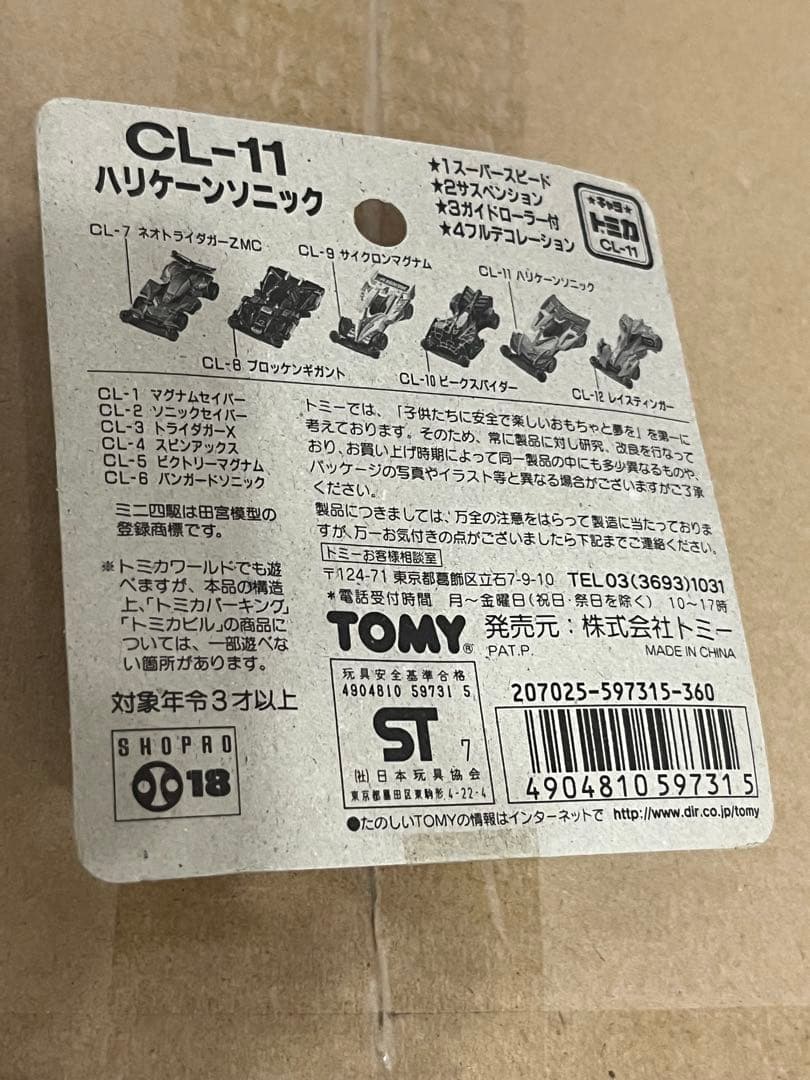 CL-11
ハリケーンソニック
★1スーパースピード
★2サスペンション
★3ガイドローラー付
★4フルデコレーション
★チョロ★
トミカ
CL-11
CL-7 ネオトライダガーZMC
CL-9 サイクロンマグナム
CL-11 ハリケーンソニック
CL-8 ブロッケンギガント
CL-10 ビークスパイダー
CL-12 レイスティンガー
CL-1 マグナムセイバー
CL-2 ソニックセイバー
CL-3 トライダガーX
CL-4 スピンアックス
CL-5 ビクトリーマグナム
CL-6 バンガードソニック
ミニ四駆は田宮模型の
登録商標です。
※トミカワールドでも遊
べますが、本品の構造
上、「トミカパーキング」
「トミカビル」の商品に
ついては、一部遊べな
い箇所があります。
対象年令3才以上
SHOPRO
18
トミーでは、「子供たちに安全で楽しいおもちゃと夢を」を第一に
考えております。そのため、常に製品に対し研究、改良を行なって
おり、お買い上げ時期によって同一製品の中にも多少異なるものや、
パッケージの写真やイラスト等と異なる場合がございますがご了承
ください。
製品につきましては、万全の注意をはらって製造に当たっておりま
すが、万一お気付きの点がございましたら下記までご連絡ください。
トミーお客様相談室
〒124-71 東京都葛飾区立石7-9-10 TEL03(3693)1031
*電話受付時間 月〜金曜日(祝日・祭日を除く) 10〜17時
TOMY® 発売元:株式会社トミー
PAT.P. MADE IN CHINA
玩具安全基準合格
4904810 59731 5
ST 7
(社)日本玩具協会
東京都墨田区東駒形 4-22-4
207025-597315-360
4904810597315
●たのしいTOMYの情報はインターネットで http://www.dir.co.jp/tomy